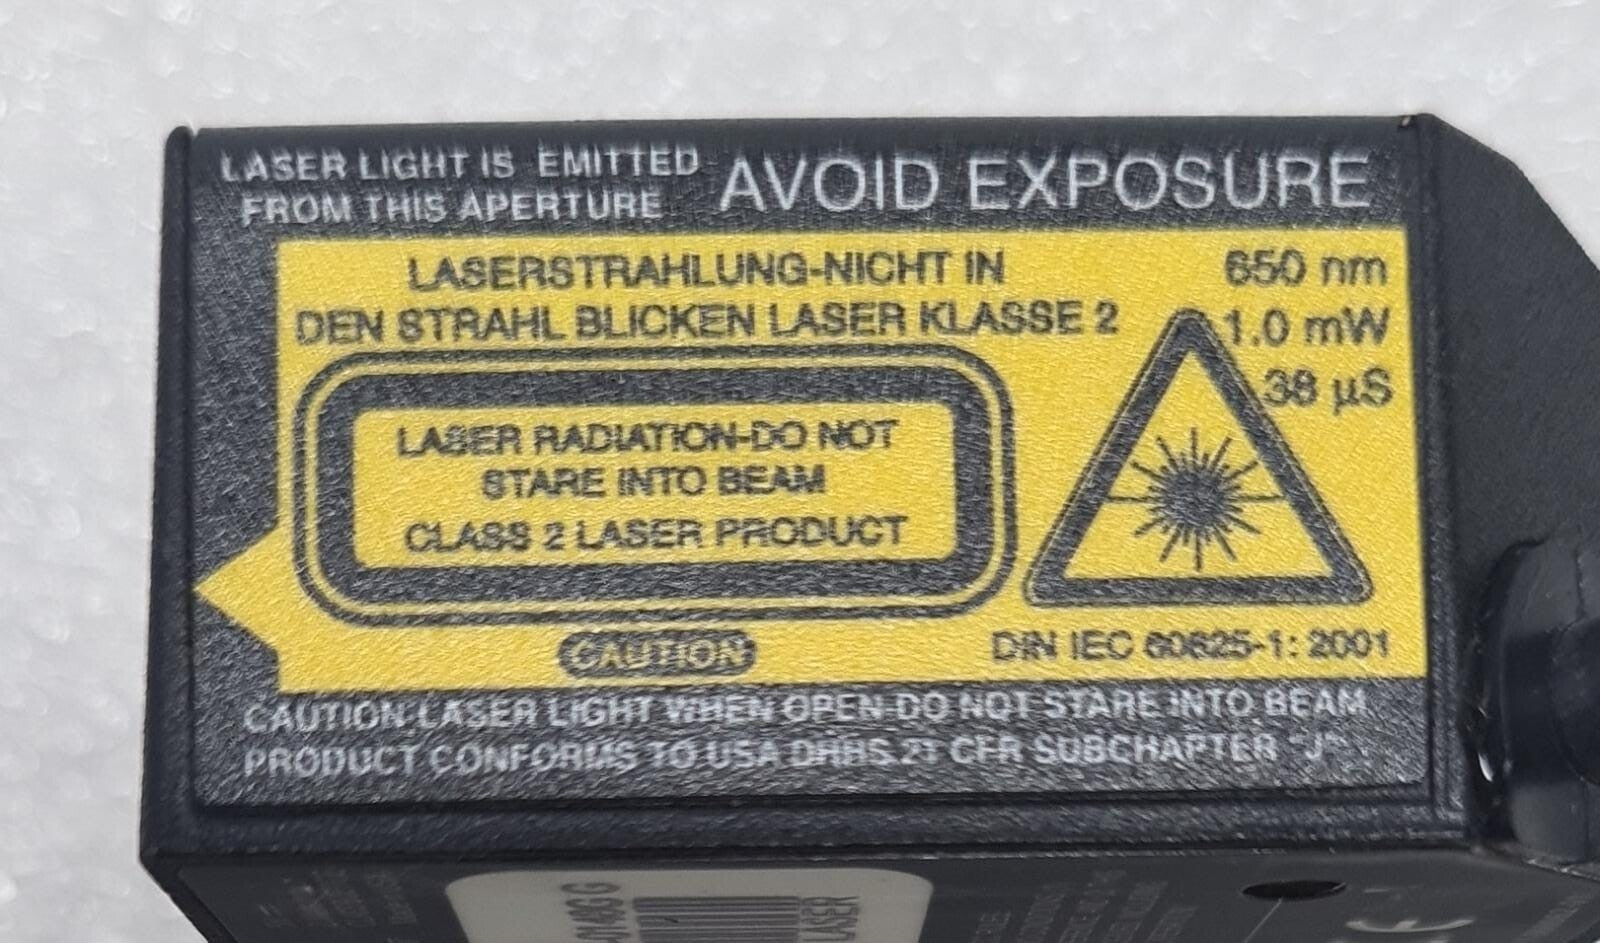 LASER LIGHT IS EMITTED
FROM THIS APERTURE
AVOID EXPOSURE
LASERSTRAHLUNG-NICHT IN
DEN STRAHL BLICKEN LASER KLASSE 2
650 nm
1.0 mW
38 µS
LASER RADIATION-DO NOT
STARE INTO BEAM
CLASS 2 LASER PRODUCT
CAUTION
DIN IEC 60825-1: 2001
CAUTION-LASER LIGHT WHEN OPEN-DO NOT STARE INTO BEAM
PRODUCT CONFORMS TO USA DHHS.21 CFR SUBCHAPTER "J".
LASER
CE